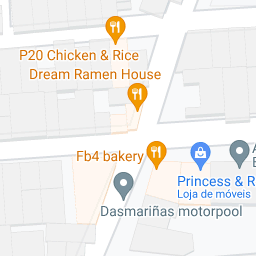 P20 Chicken & Rice
Dream Ramen House
Fb4 bakery
Princess & R
Loja de móveis
Dasmariñas motorpool